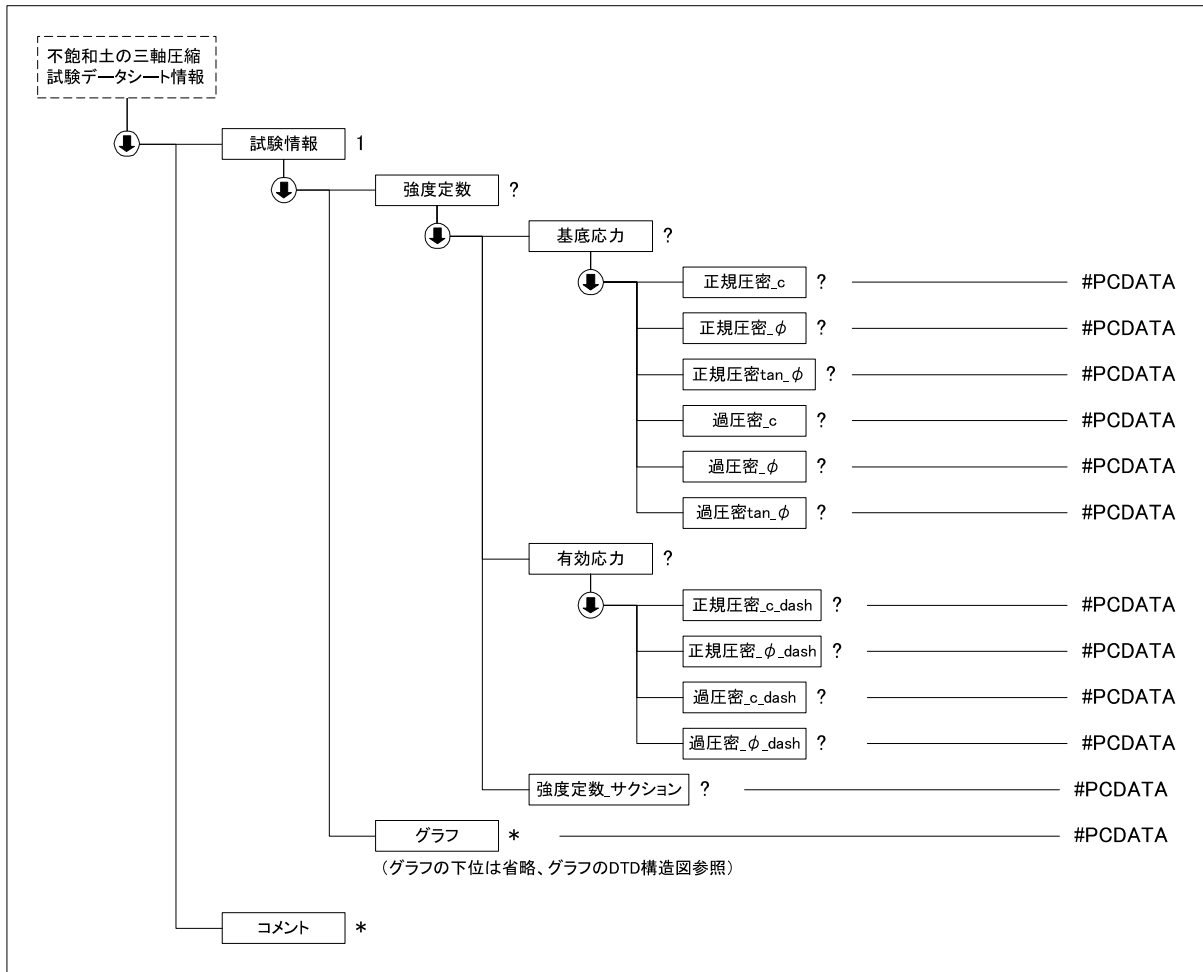 不飽和土の三軸圧縮
試験データシート情報
試験情報 1
強度定数 ?
基底応力 ?
正規圧密_c ? #PCDATA
正規圧密_φ ? #PCDATA
正規圧密tan_φ ? #PCDATA
過圧密_c ? #PCDATA
過圧密_φ ? #PCDATA
過圧密tan_φ ? #PCDATA
有効応力 ?
正規圧密_c_dash ? #PCDATA
正規圧密_φ_dash ? #PCDATA
過圧密_c_dash ? #PCDATA
過圧密_φ_dash ? #PCDATA
強度定数_サクション ? #PCDATA
グラフ * #PCDATA
(グラフの下位は省略、グラフのDTD構造図参照)
コメント *